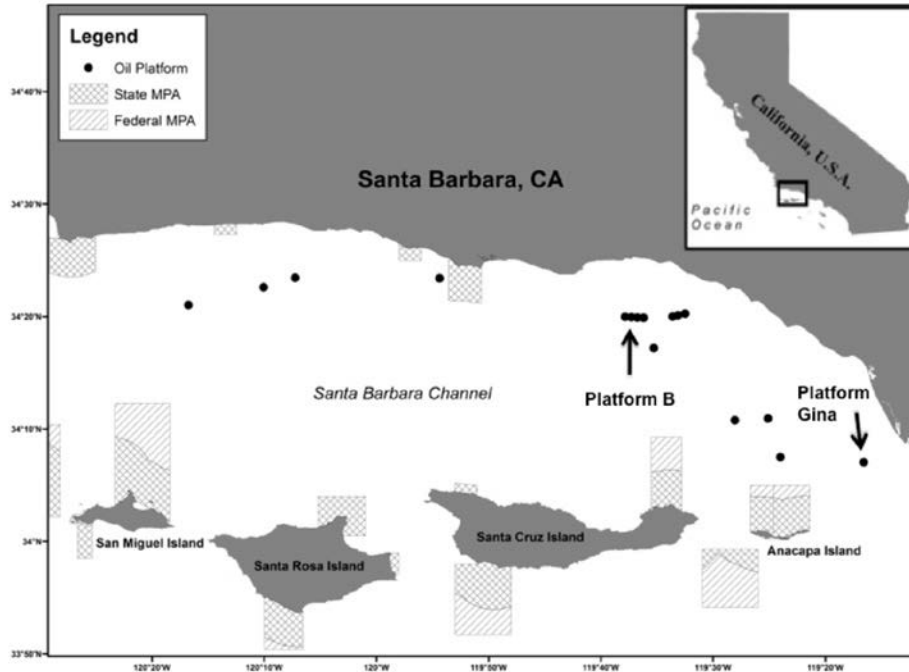 Legend
Oil Platform
State MPA
Federal MPA
California, U.S.A.
Pacific
Ocean
34°40'N
34°30'N
34°20'N
34°10'N
34°N
33°50'N
Santa Barbara, CA
Santa Barbara Channel
Platform B
Platform
Gina
San Miguel Island
Santa Rosa Island
Santa Cruz Island
Anacapa Island
120°20'W
120°10'W
120°W
119°50'W
119°40'W
119°30'W
119°20'W